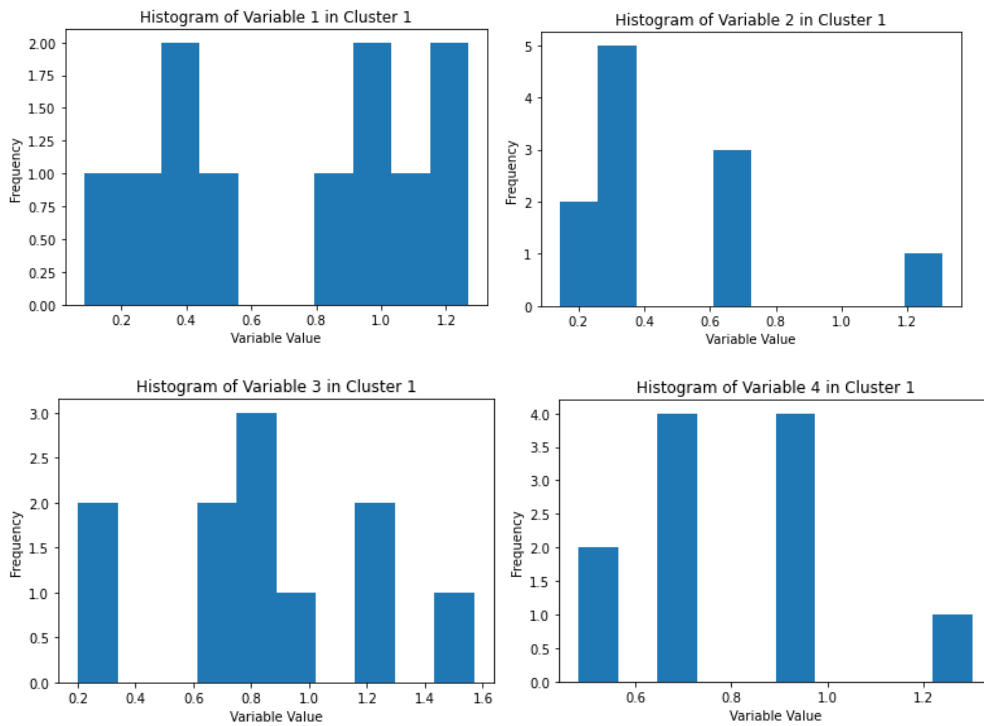 Histogram of Variable 1 in Cluster 1
2.00
1.75
1.50
1.25
1.00
0.75
0.50
0.25
0.00
Frequency
0.2 0.4 0.6 0.8 1.0 1.2
Variable Value
Histogram of Variable 2 in Cluster 1
5
4
3
2
1
0
Frequency
0.2 0.4 0.6 0.8 1.0 1.2
Variable Value
Histogram of Variable 3 in Cluster 1
3.0
2.5
2.0
1.5
1.0
0.5
0.0
Frequency
0.2 0.4 0.6 0.8 1.0 1.2 1.4 1.6
Variable Value
Histogram of Variable 4 in Cluster 1
4.0
3.5
3.0
2.5
2.0
1.5
1.0
0.5
0.0
Frequency
0.6 0.8 1.0 1.2
Variable Value